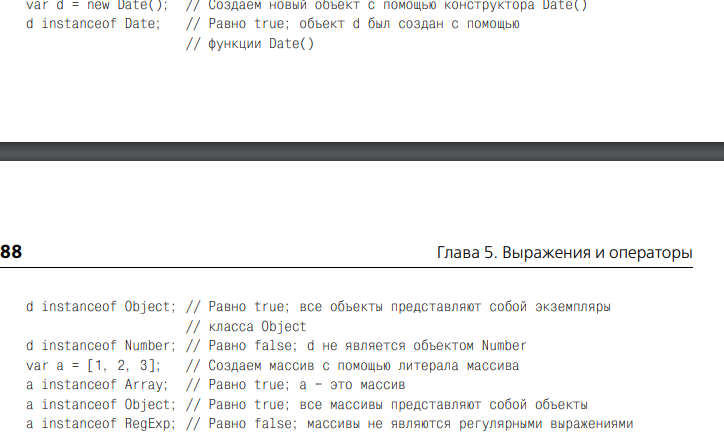 var d = new Date();  // Создаем новый объект с помощью конструктора Date()
d instanceof Date;   // Равно true; объект d был создан с помощью
                     // функции Date()
88 Глава 5. Выражения и операторы
d instanceof Object; // Равно true; все объекты представляют собой экземпляры
                     // класса Object
d instanceof Number; // Равно false; d не является объектом Number
var a = [1, 2, 3];   // Создаем массив с помощью литерала массива
a instanceof Array;  // Равно true; a – это массив
a instanceof Object; // Равно true; все массивы представляют собой объекты
a instanceof RegExp; // Равно false; массивы не являются регулярными выражениями